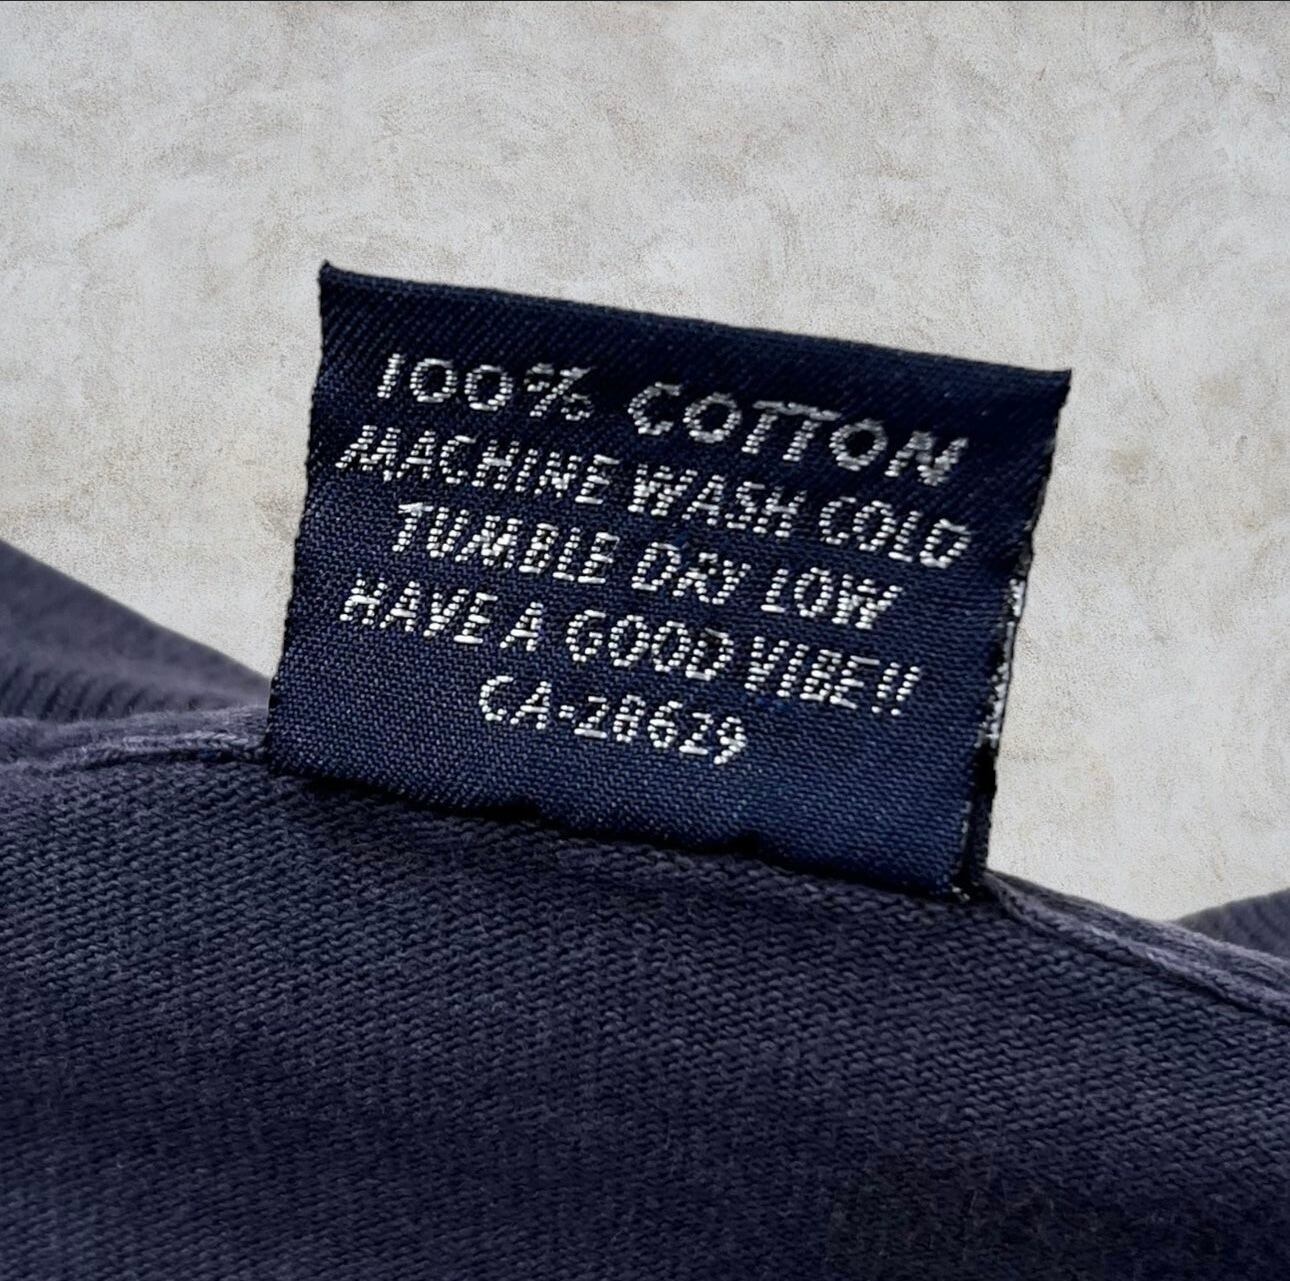 100% COTTON
MACHINE WASH COLD
TUMBLE DRY LOW
HAVE A GOOD VIBE!!
CA-28629